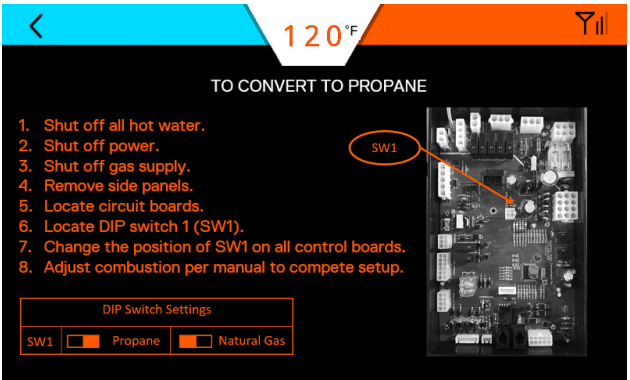 120°F
TO CONVERT TO PROPANE
1. Shut off all hot water.
2. Shut off power.
3. Shut off gas supply.
4. Remove side panels.
5. Locate circuit boards.
6. Locate DIP switch 1 (SW1).
7. Change the position of SW1 on all control boards.
8. Adjust combustion per manual to compete setup.
SW1
DIP Switch Settings
SW1 Propane Natural Gas